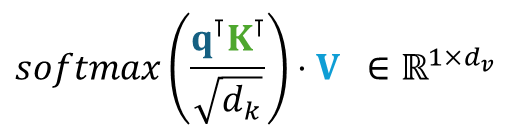 softmax(q⊺K⊺/√d_k) · V ∈ ℝ^{1×d_v}